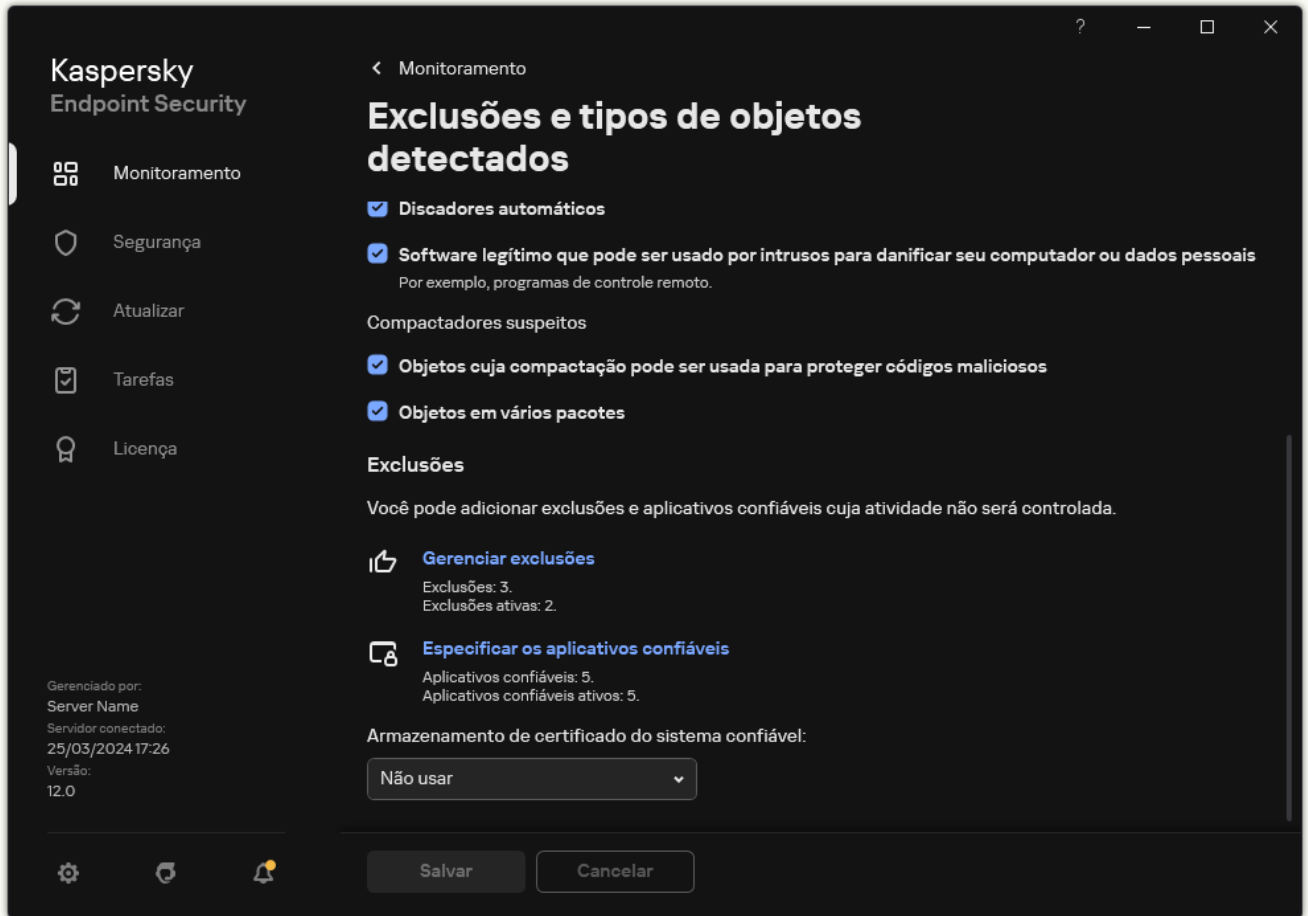 ?
Kaspersky
Endpoint Security
Monitoramento
Segurança
Atualizar
Tarefas
Licença
Gerenciado por:
Server Name
Servidor conectado:
25/03/2024 17:26
Versão:
12.0
Monitoramento
Exclusões e tipos de objetos
detectados
Discadores automáticos
Software legítimo que pode ser usado por intrusos para danificar seu computador ou dados pessoais
Por exemplo, programas de controle remoto.
Compactadores suspeitos
Objetos cuja compactação pode ser usada para proteger códigos maliciosos
Objetos em vários pacotes
Exclusões
Você pode adicionar exclusões e aplicativos confiáveis cuja atividade não será controlada.
Gerenciar exclusões
Exclusões: 3.
Exclusões ativas: 2.
Especificar os aplicativos confiáveis
Aplicativos confiáveis: 5.
Aplicativos confiáveis ativos: 5.
Armazenamento de certificado do sistema confiável:
Não usar
Salvar
Cancelar